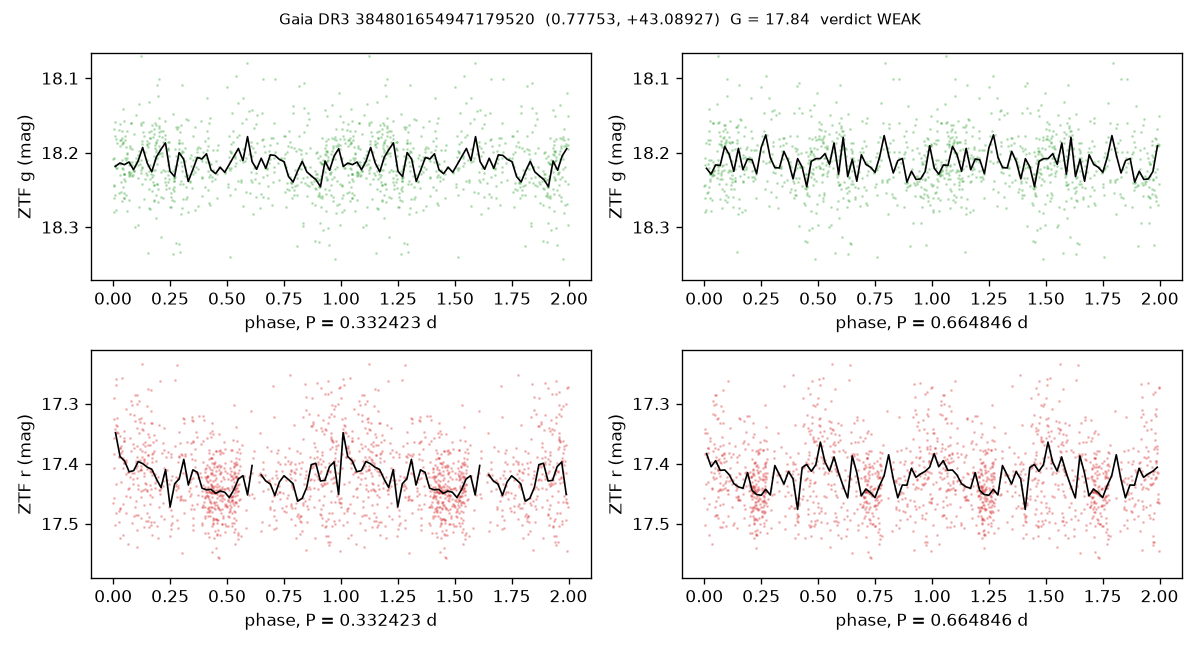 Gaia DR3 384801654947179520  (0.77753, +43.08927)  G = 17.84  verdict WEAK
ZTF g (mag)
18.1
18.2
18.3
0.00 0.25 0.50 0.75 1.00 1.25 1.50 1.75 2.00
phase, P = 0.332423 d
ZTF g (mag)
18.1
18.2
18.3
0.00 0.25 0.50 0.75 1.00 1.25 1.50 1.75 2.00
phase, P = 0.664846 d
ZTF r (mag)
17.3
17.4
17.5
0.00 0.25 0.50 0.75 1.00 1.25 1.50 1.75 2.00
phase, P = 0.332423 d
ZTF r (mag)
17.3
17.4
17.5
0.00 0.25 0.50 0.75 1.00 1.25 1.50 1.75 2.00
phase, P = 0.664846 d